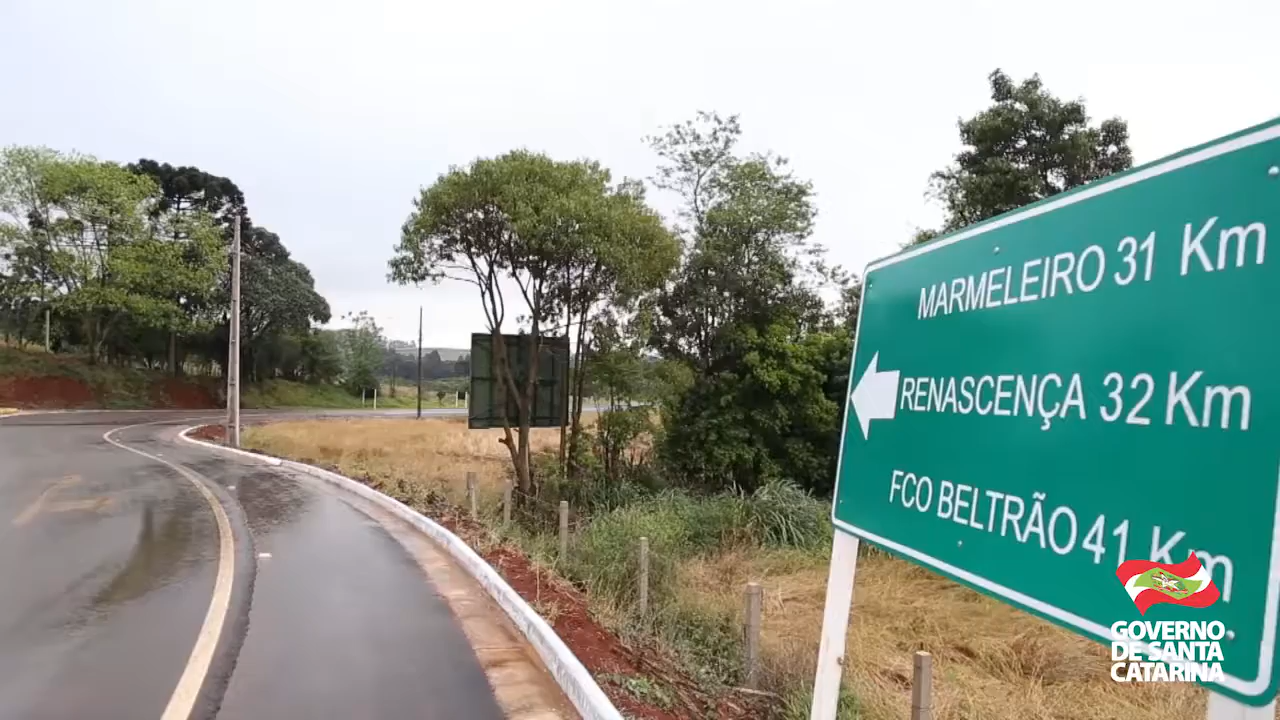 MARMELEIRO 31 Km
RENASCENÇA 32 Km
FCO BELTRÃO 41 Km
GOVERNO
DE SANTA
CATARINA